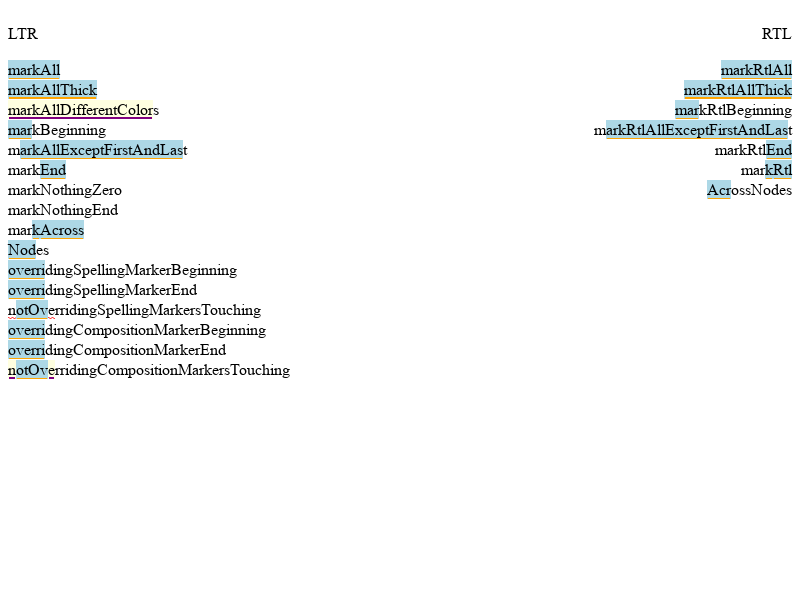 LTR
markAll
markAllThick
markAllDifferentColors
markBeginning
markAllExceptFirstAndLast
markEnd
markNothingZero
markNothingEnd
markAcross
Nodes
overridingSpellingMarkerBeginning
overridingSpellingMarkerEnd
notOverridingSpellingMarkersTouching
overridingCompositionMarkerBeginning
overridingCompositionMarkerEnd
notOverridingCompositionMarkersTouching
RTL
markRtlAll
markRtlAllThick
markRtlBeginning
markRtlAllExceptFirstAndLast
markRtlEnd
markRtl
AcrossNodes